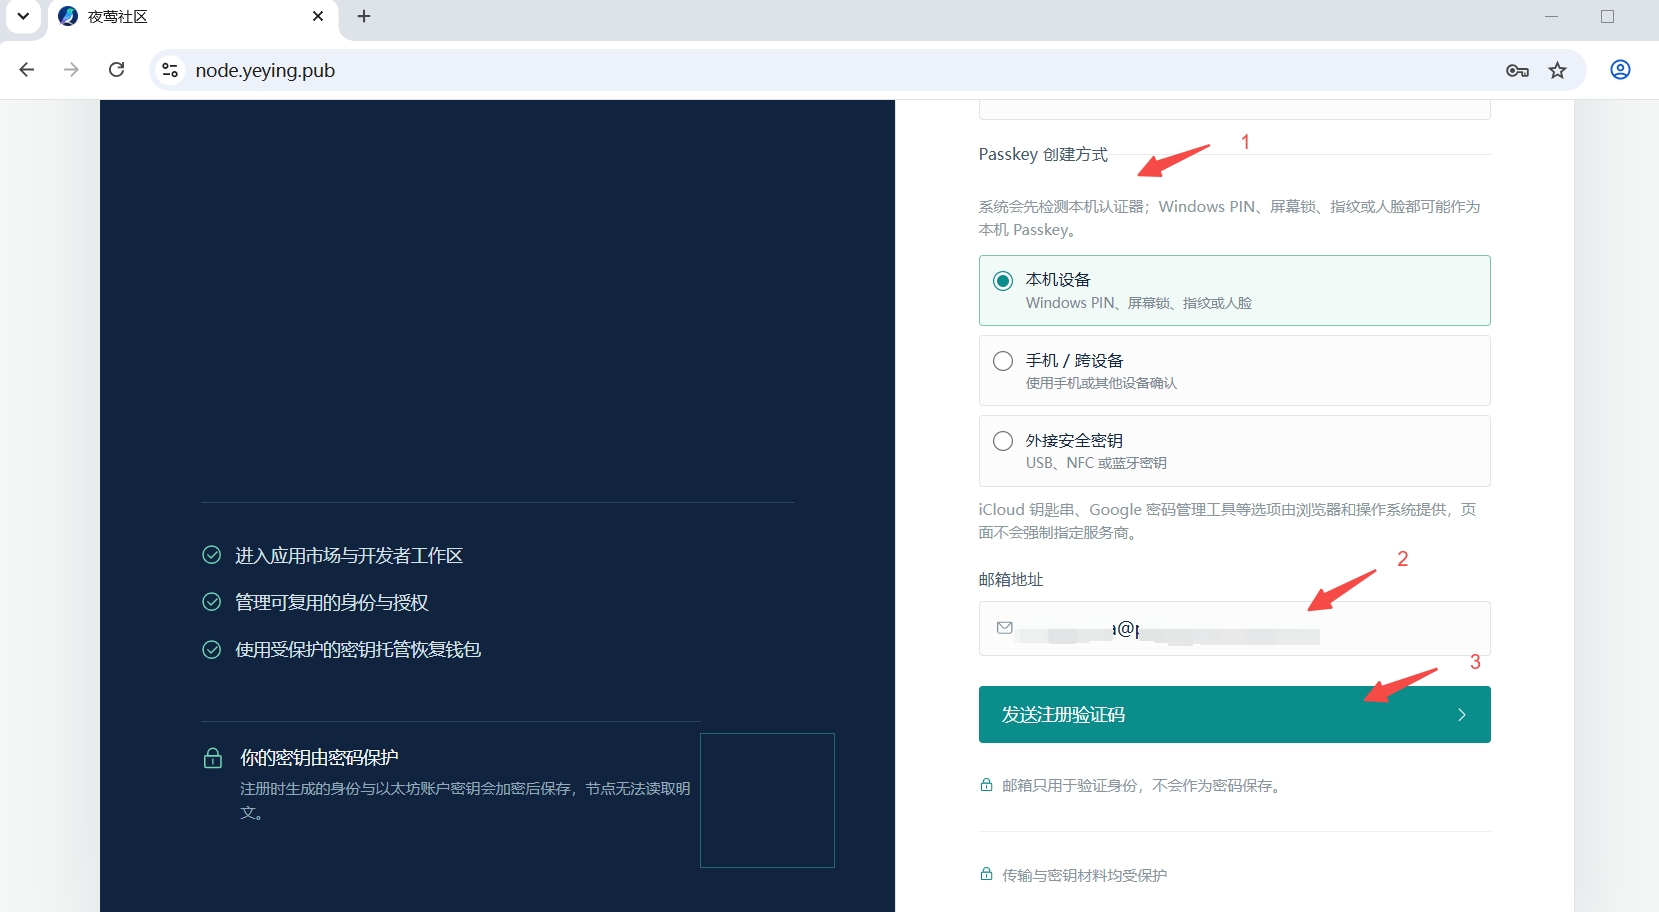 夜莺社区
node.yeying.pub
进入应用市场与开发者工作区
管理可复用的身份与授权
使用受保护的密钥托管恢复钱包
你的密钥由密码保护
注册时生成的身份与以太坊账户密钥会加密后保存，节点无法读取明
文。
Passkey 创建方式
1
系统会先检测本机认证器；Windows PIN、屏幕锁、指纹或人脸都可能作为
本机 Passkey。
本机设备
Windows PIN、屏幕锁、指纹或人脸
手机 / 跨设备
使用手机或其他设备确认
外接安全密钥
USB、NFC 或蓝牙密钥
iCloud 钥匙串、Google 密码管理工具等选项由浏览器和操作系统提供，页
面不会强制指定服务商。
2
邮箱地址
a@p
3
发送注册验证码
邮箱只用于验证身份，不会作为密码保存。
传输与密钥材料均受保护